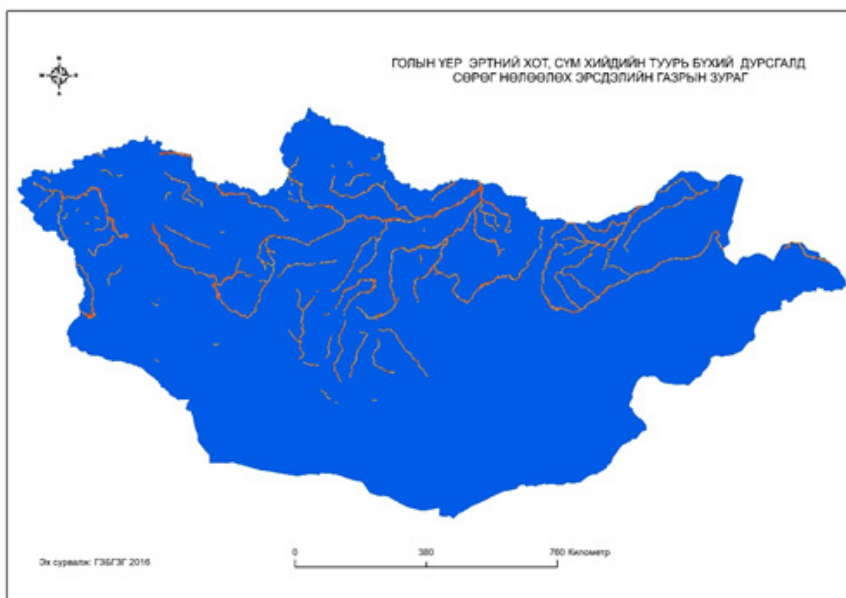 ГОЛЫН ҮЕР ЭРТНИЙ ХОТ, СҮМ ХИЙДИЙН ТУУРЬ БҮХИЙ ДУРСГАЛД
СӨРӨГ НӨЛӨӨЛӨХ ЭРСДЭЛИЙН ГАЗРЫН ЗУРАГ
0 380 760 Километр
Эх сурвалж: ГЗБГЗГ 2016